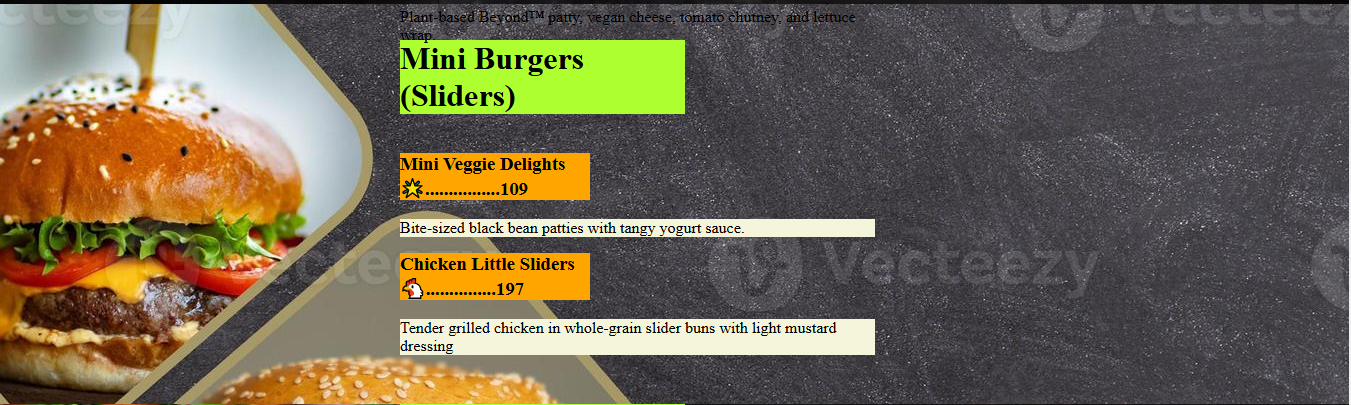 Plant-based Beyond™ patty, vegan cheese, tomato chutney, and lettuce
wrap.
Mini Burgers
(Sliders)
Mini Veggie Delights
................109
Bite-sized black bean patties with tangy yogurt sauce.
Chicken Little Sliders
...............197
Tender grilled chicken in whole-grain slider buns with light mustard
dressing
Vecteezy
Vecteezy